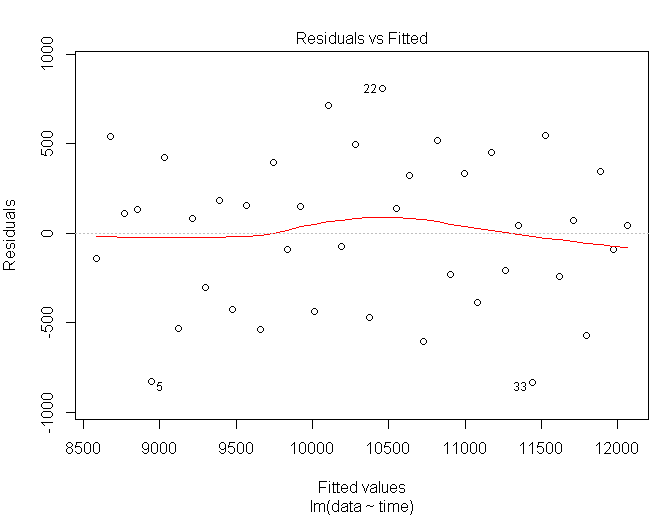 Residuals vs Fitted
1000
500
0
-500
-1000
Residuals
22
5
33
8500 9000 9500 10000 10500 11000 11500 12000
Fitted values
lm(data ~ time)